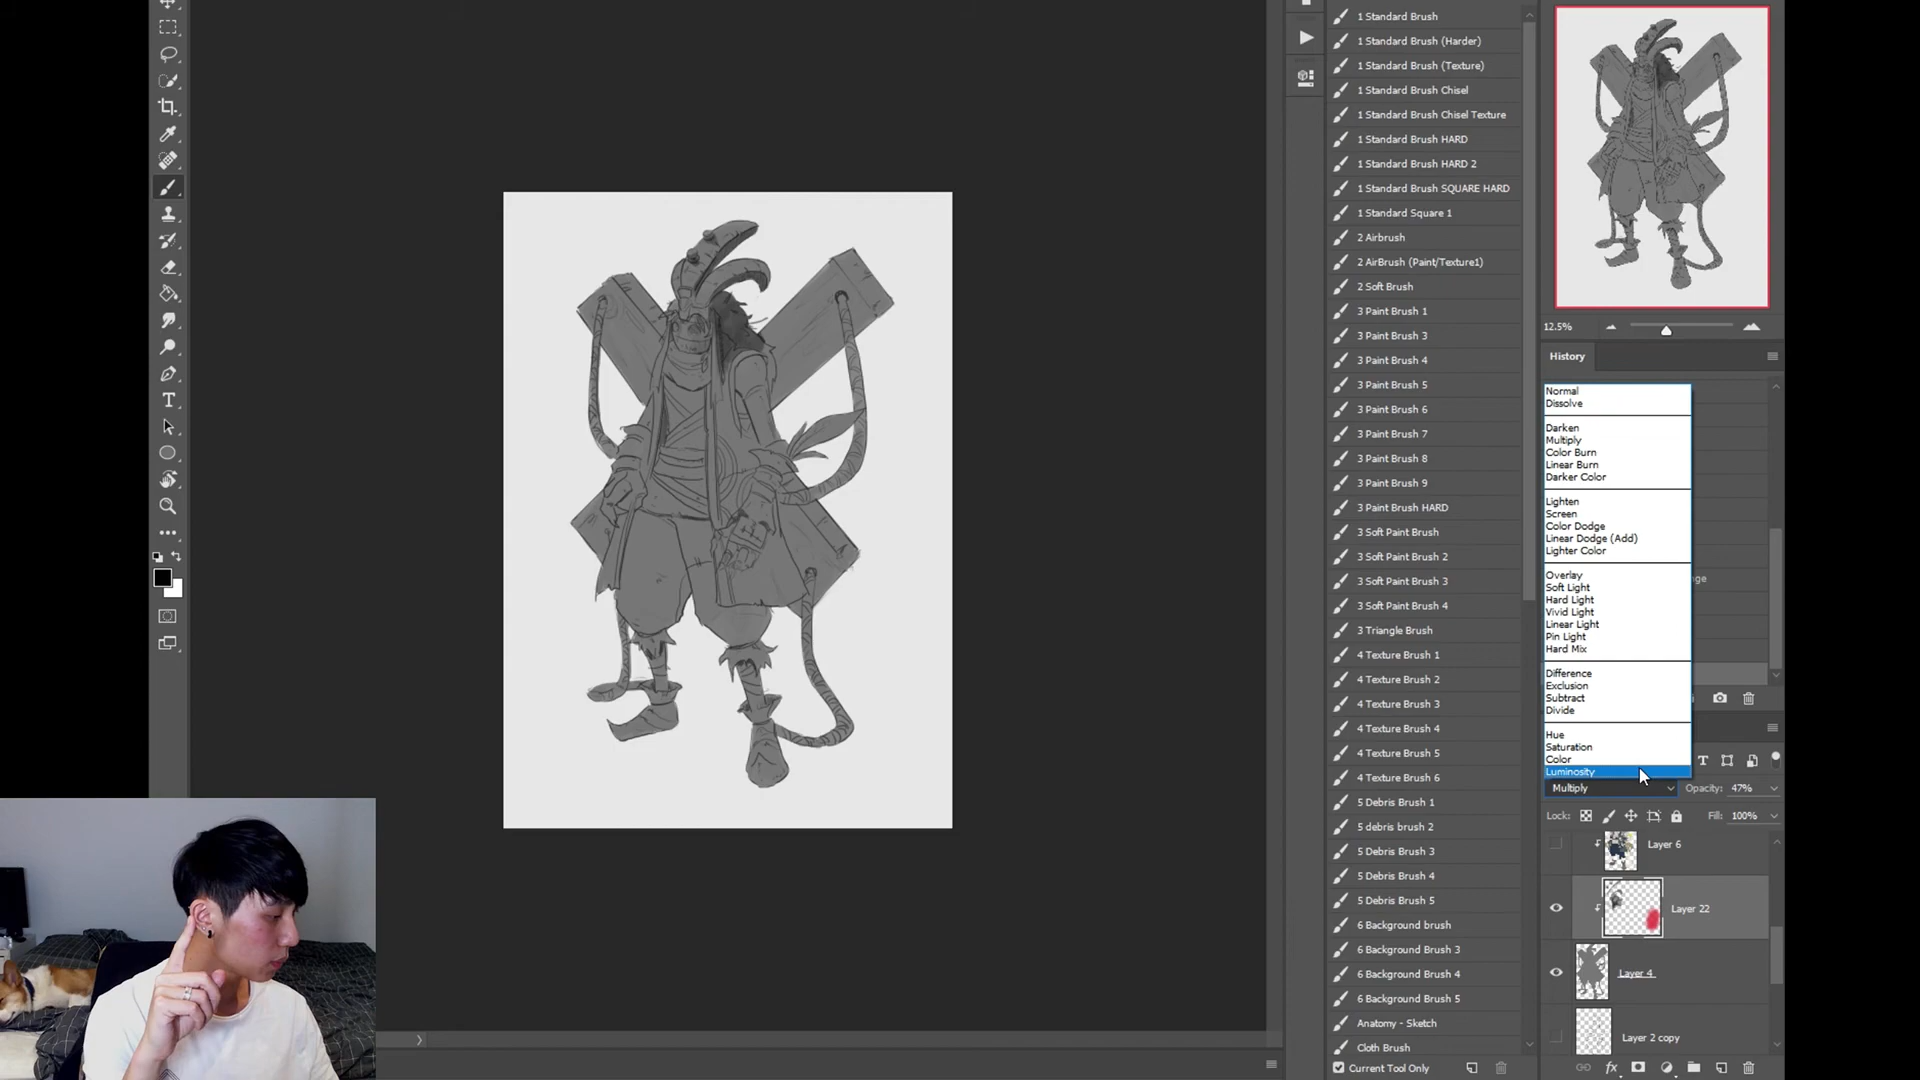 1 Standard Brush
1 Standard Brush (Harder)
1 Standard Brush (Texture)
1 Standard Brush Chisel
1 Standard Brush Chisel Texture
1 Standard Brush HARD
1 Standard Brush HARD 2
1 Standard Brush SQUARE HARD
1 Standard Square 1
2 Airbrush
2 AirBrush (Paint/Texture1)
2 Soft Brush
3 Paint Brush 1
3 Paint Brush 3
3 Paint Brush 4
3 Paint Brush 5
3 Paint Brush 6
3 Paint Brush 7
3 Paint Brush 8
3 Paint Brush 9
3 Paint Brush HARD
3 Soft Paint Brush
3 Soft Paint Brush 2
3 Soft Paint Brush 3
3 Soft Paint Brush 4
3 Triangle Brush
4 Texture Brush 1
4 Texture Brush 2
4 Texture Brush 3
4 Texture Brush 4
4 Texture Brush 5
4 Texture Brush 6
5 Debris Brush 1
5 debris brush 2
5 Debris Brush 3
5 Debris Brush 4
5 Debris Brush 5
6 Background brush
6 Background Brush 3
6 Background Brush 4
6 Background Brush 5
Anatomy - Sketch
Cloth Brush
Current Tool Only
12.5%
History
Normal
Dissolve
Darken
Multiply
Color Burn
Linear Burn
Darker Color
Lighten
Screen
Color Dodge
Linear Dodge (Add)
Lighter Color
Overlay
Soft Light
Hard Light
Vivid Light
Linear Light
Pin Light
Hard Mix
Difference
Exclusion
Subtract
Divide
Hue
Saturation
Color
Luminosity
Multiply Opacity: 47%
Lock: Fill: 100%
Layer 6
Layer 22
Layer 4
Layer 2 copy